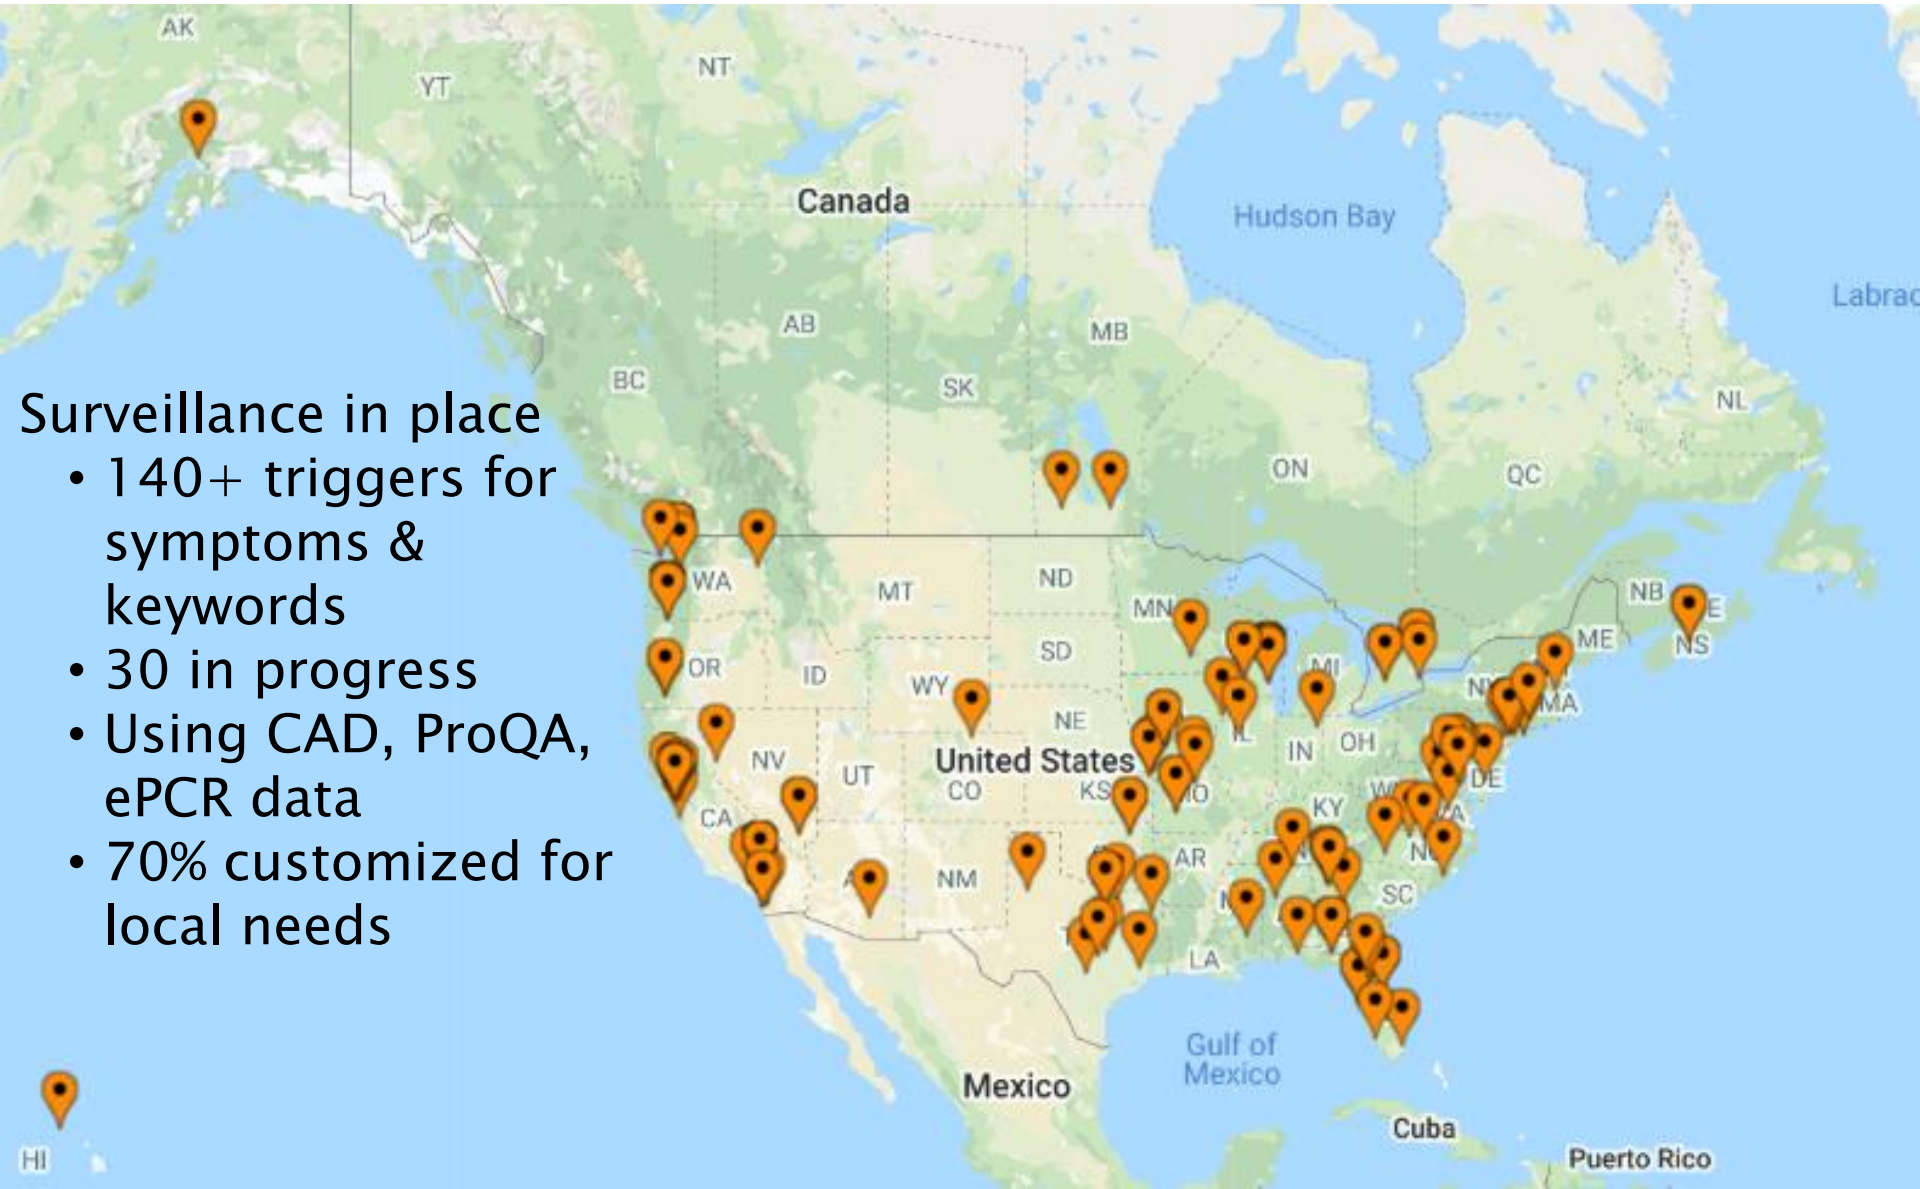 AK
YT
NT
Canada
Hudson Bay
Labrac
AB
MB
BC
SK
NL
ON
QC
Surveillance in place
• 140+ triggers for
symptoms &
keywords
• 30 in progress
• Using CAD, ProQA,
ePCR data
• 70% customized for
local needs
WA
MT
ND
MN
NB
E
ME
NS
OR
ID
SD
WY
MI
MA
NE
IN
OH
NV
UT
United States
CO
KS
DE
CA
KY
NM
AR
SC
LA
Gulf of
Mexico
Mexico
Cuba
HI
Puerto Rico